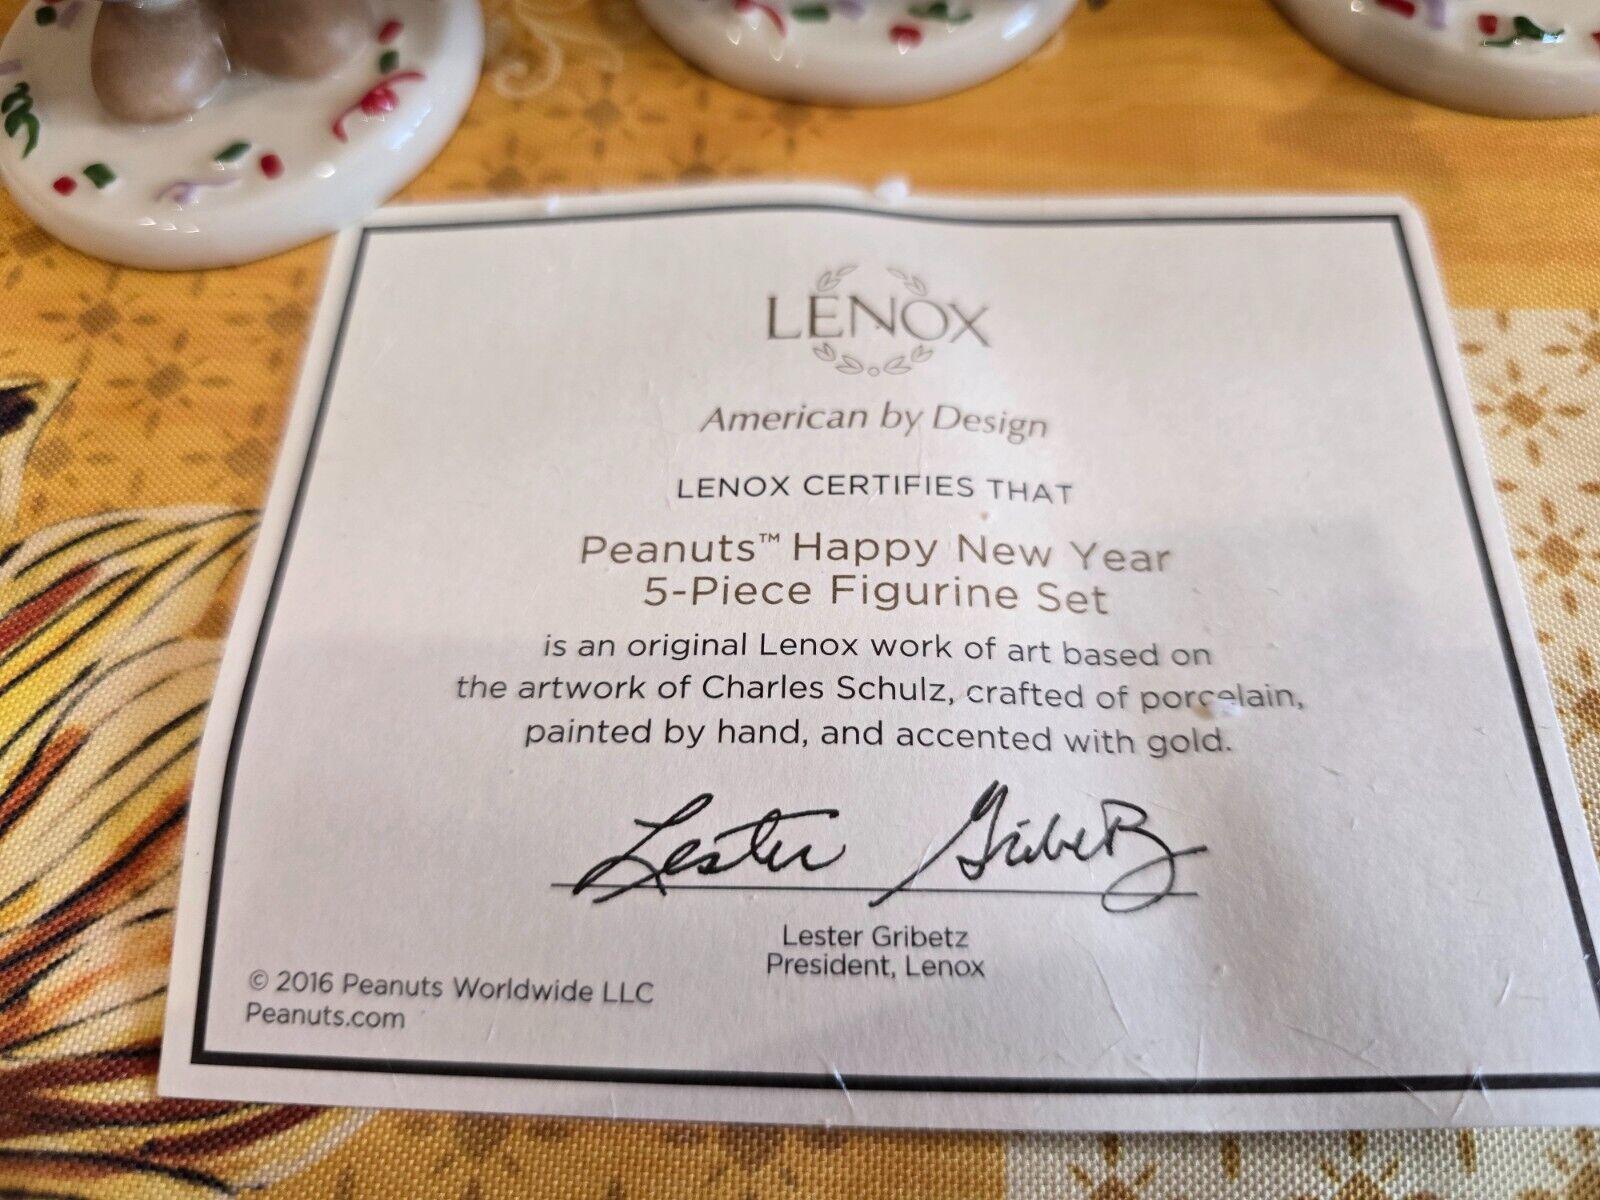 LENOX
American by Design
LENOX CERTIFIES THAT
Peanuts™ Happy New Year
5-Piece Figurine Set
is an original Lenox work of art based on
the artwork of Charles Schulz, crafted of porcelain,
painted by hand, and accented with gold.
Lester Gribetz
Lester Gribetz
President, Lenox
© 2016 Peanuts Worldwide LLC
Peanuts.com